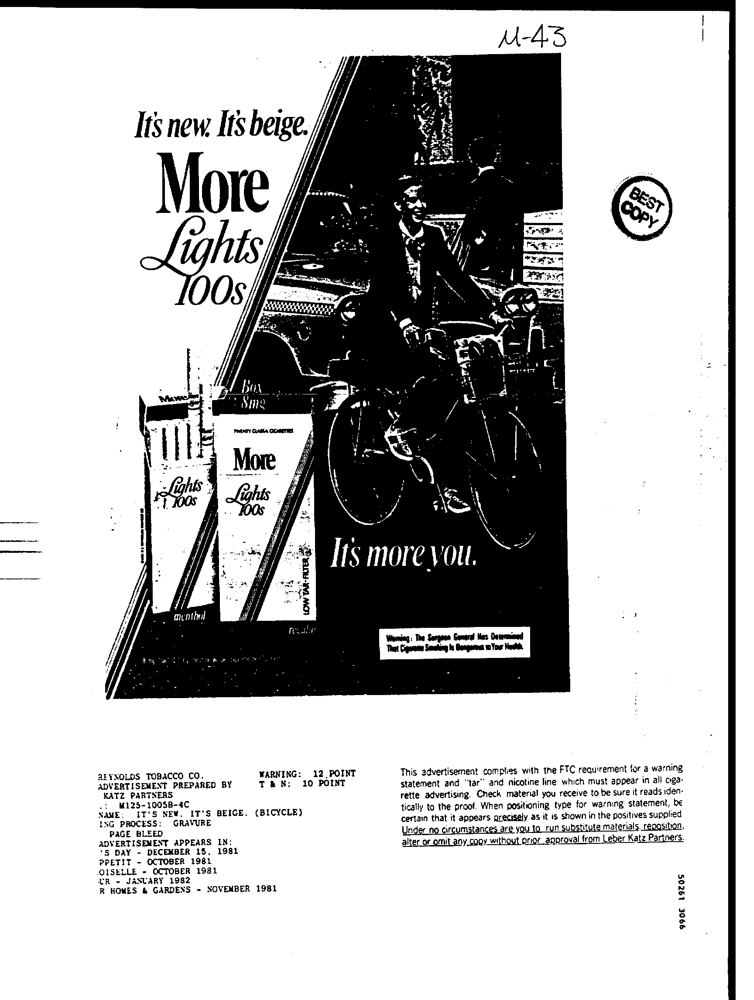 M-43
It's new. It's beige.
More
Lights
100s
BEST
COPY
More
Lights
100s
menthol
Box
8mg
TWENTY CLASS A CIGARETTES
More
Lights
100s
LOW TAR·FILTER
regular
It's more you.
Warning: The Surgeon General Has Determined
That Cigarette Smoking Is Dangerous to Your Health.
REYNOLDS TOBACCO CO. WARNING: 12 POINT
ADVERTISEMENT PREPARED BY T & N: 10 POINT
KATZ PARTNERS
.: M125-1005B-4C
NAME: IT'S NEW. IT'S BEIGE. (BICYCLE)
ING PROCESS: GRAVURE
PAGE BLEED
ADVERTISEMENT APPEARS IN:
'S DAY - DECEMBER 15, 1981
PPETIT - OCTOBER 1981
OISELLE - OCTOBER 1981
UR - JANUARY 1982
R HOMES & GARDENS - NOVEMBER 1981
This advertisement complies with the FTC requirement for a warning
statement and "tar" and nicotine line which must appear in all ciga-
rette advertising. Check material you receive to be sure it reads iden-
tically to the proof. When positioning type for warning statement, be
certain that it appears precisely as it is shown in the positives supplied.
Under no circumstances are you to run substitute materials, reposition,
alter or omit any copy without prior approval from Leber Katz Partners.
50261 3066